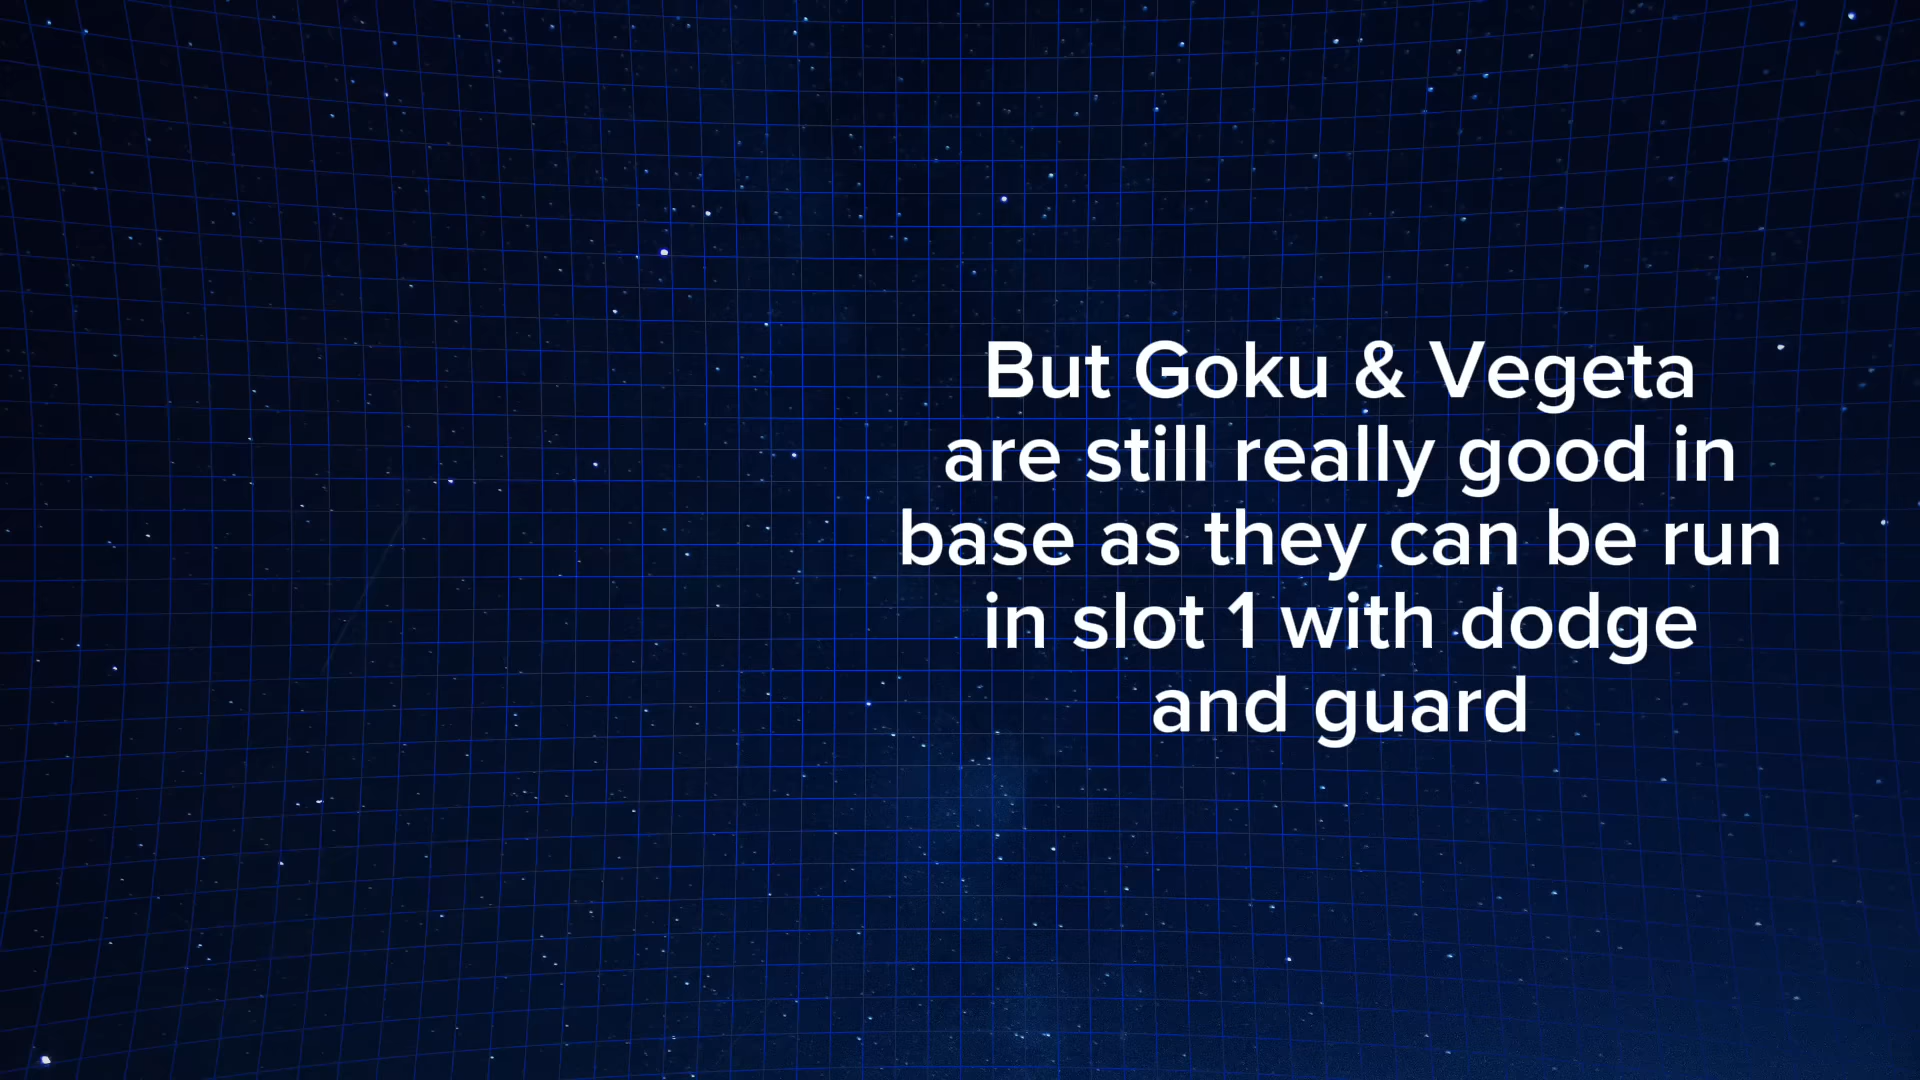 But Goku & Vegeta
are still really good in
base as they can be run
in slot 1 with dodge
and guard